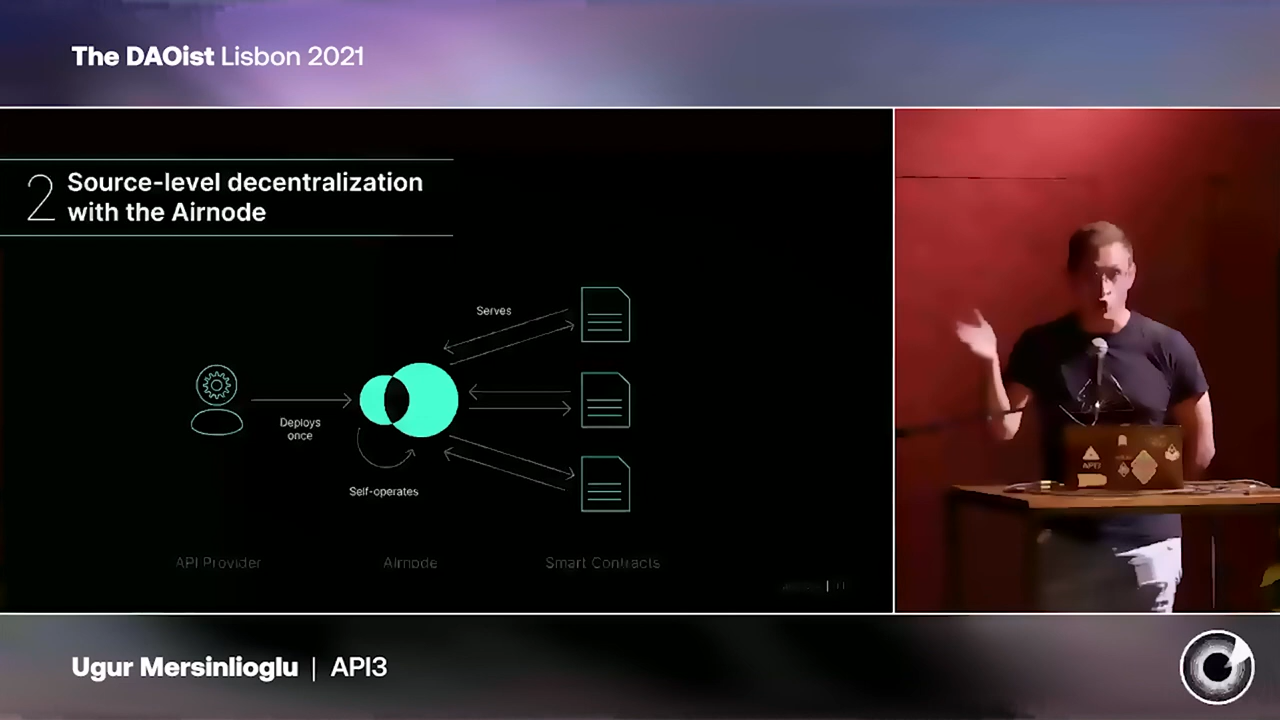 The DAOist Lisbon 2021
2 Source-level decentralization
with the Airnode
Serves
Deploys
once
Self-operates
API Provider
Airnode
Smart Contracts
API3
Ugur Mersinlioglu | API3